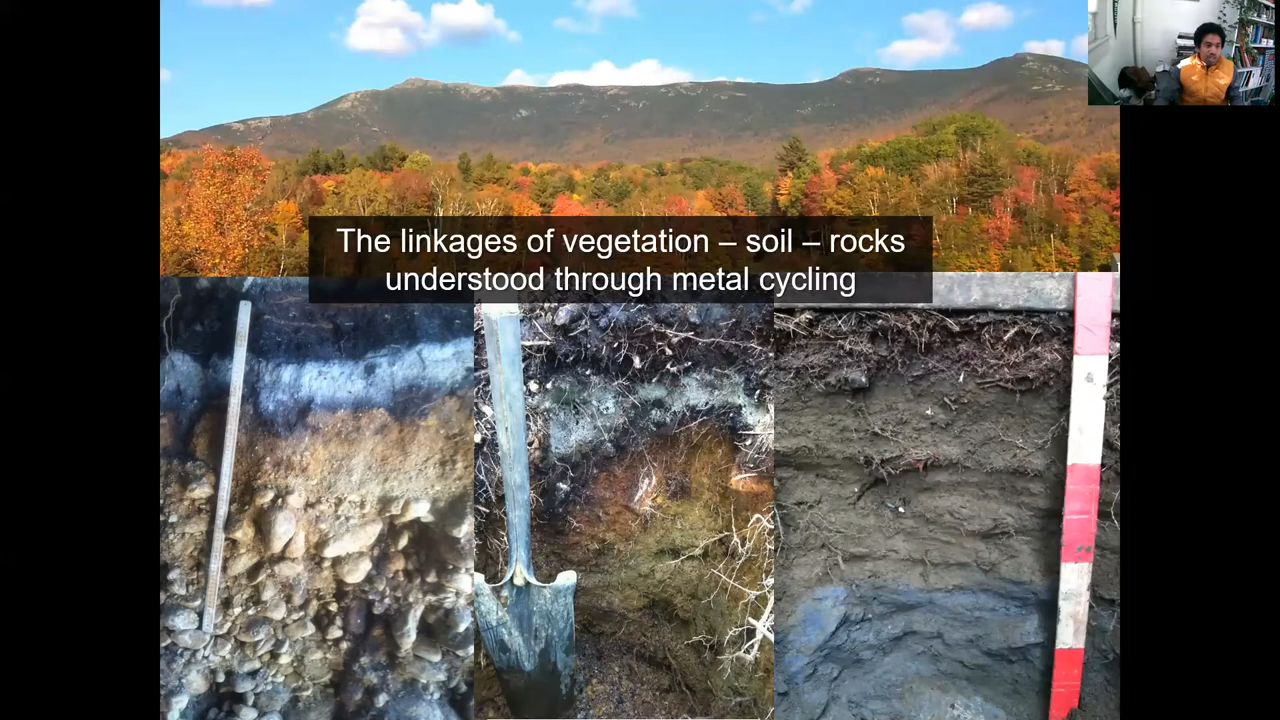 The linkages of vegetation – soil – rocks
understood through metal cycling